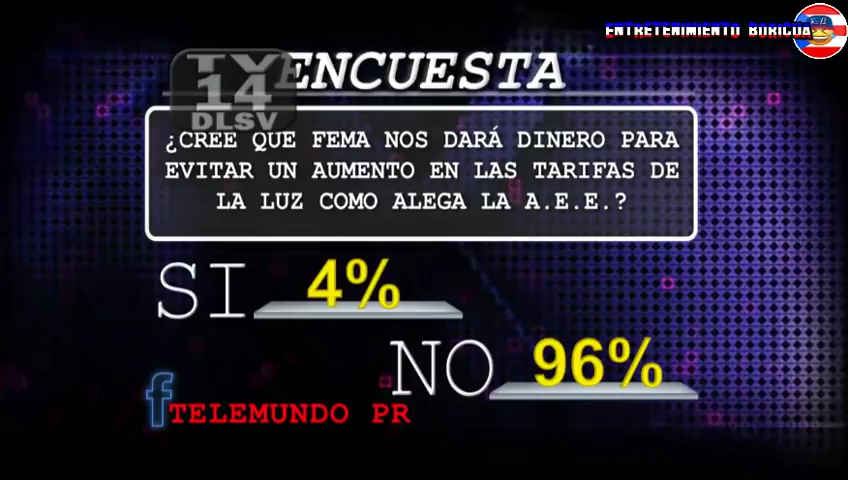 ENTRETENIMIENTO BORICUA
TV
14
DLSV
ENCUESTA
¿CREE QUE FEMA NOS DARÁ DINERO PARA
EVITAR UN AUMENTO EN LAS TARIFAS DE
LA LUZ COMO ALEGA LA A.E.E.?
SI 4%
NO 96%
f TELEMUNDO PR